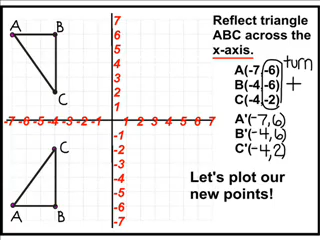 Reflect triangle
ABC across the
x-axis.
turn
+
A(-7,-6)
B(-4,-6)
C(-4,-2)
A'(-7,6)
B'(-4,6)
C'(-4,2)
Let's plot our
new points!
A
B
C
C
A
B
7
6
5
4
3
2
1
-7 -6 -5 -4 -3 -2 -1 1 2 3 4 5 6 7
-1
-2
-3
-4
-5
-6
-7